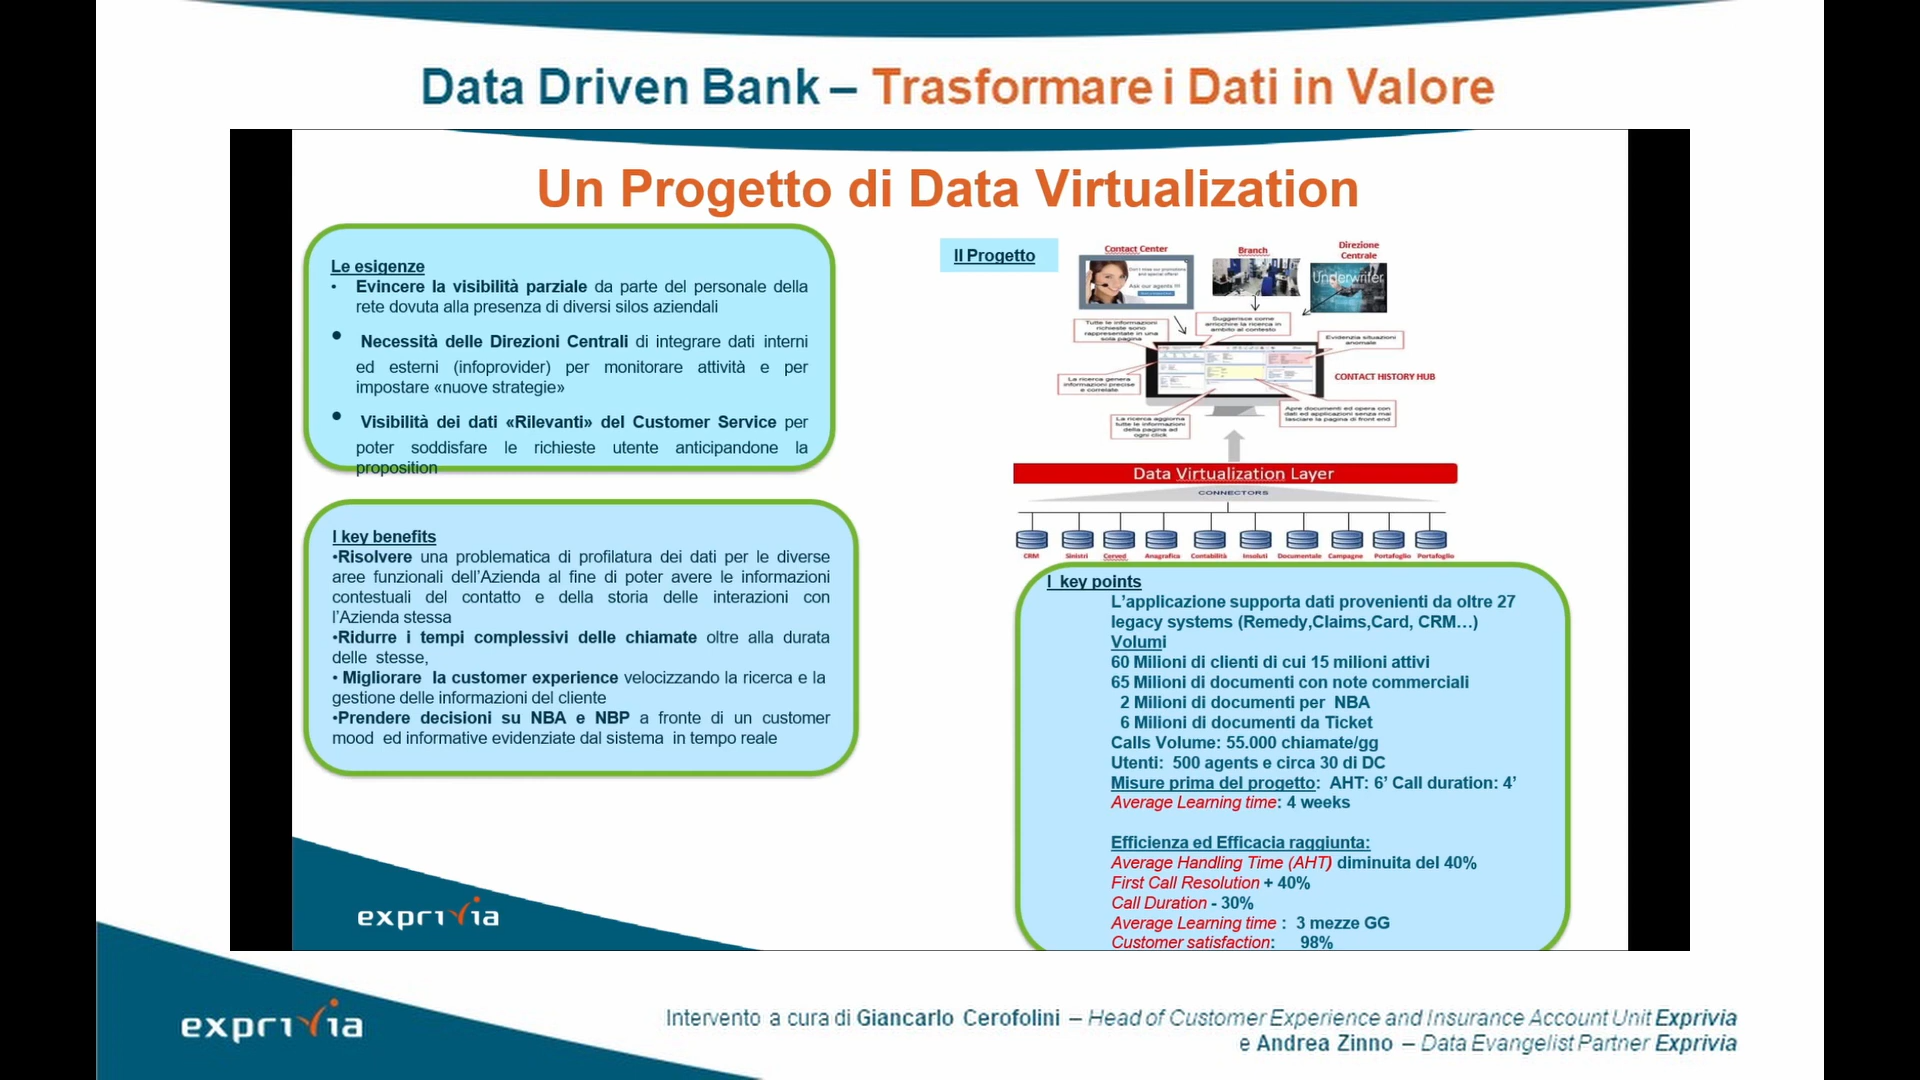 Data Driven Bank – Trasformare i Dati in Valore
Un Progetto di Data Virtualization
Le esigenze
• Evincere la visibilità parziale da parte del personale della
rete dovuta alla presenza di diversi silos aziendali
• Necessità delle Direzioni Centrali di integrare dati interni
ed esterni (infoprovider) per monitorare attività e per
impostare «nuove strategie»
• Visibilità dei dati «Rilevanti» del Customer Service per
poter soddisfare le richieste utente anticipandone la
proposition
I key benefits
•Risolvere una problematica di profilatura dei dati per le diverse
aree funzionali dell'Azienda al fine di poter avere le informazioni
contestuali del contatto e della storia delle interazioni con
l'Azienda stessa
•Ridurre i tempi complessivi delle chiamate oltre alla durata
delle stesse,
• Migliorare la customer experience velocizzando la ricerca e la
gestione delle informazioni del cliente
•Prendere decisioni su NBA e NBP a fronte di un customer
mood ed informative evidenziate dal sistema in tempo reale
Il Progetto
Contact Center
Branch
Direzione
Centrale
Don't miss our promotions
and special offers!
Ask our agents !!!
Underwriter
Tutte le informazioni
richieste sono
rappresentate in una
sola pagina
Suggerisce come
arricchire la ricerca in
ambito al contesto
Evidenzia situazioni
anomale
La ricerca genera
informazioni precise
e correlate
CONTACT HISTORY HUB
La ricerca aggiorna
tutte le informazioni
della pagina ad
ogni click
Apre documenti ed opera con
dati ed applicazioni senza mai
lasciare la pagina di front end
Data Virtualization Layer
CONNECTORS
CRM Sinistri Cerved Anagrafica Contabilità Insoluti Documentale Campagne Portafoglio Portafoglio
I key points
L'applicazione supporta dati provenienti da oltre 27
legacy systems (Remedy,Claims,Card, CRM…)
Volumi
60 Milioni di clienti di cui 15 milioni attivi
65 Milioni di documenti con note commerciali
2 Milioni di documenti per NBA
6 Milioni di documenti da Ticket
Calls Volume: 55.000 chiamate/gg
Utenti: 500 agents e circa 30 di DC
Misure prima del progetto: AHT: 6' Call duration: 4'
Average Learning time: 4 weeks
Efficienza ed Efficacia raggiunta:
Average Handling Time (AHT) diminuita del 40%
First Call Resolution + 40%
Call Duration - 30%
Average Learning time : 3 mezze GG
Customer satisfaction: 98%
exprivia
exprivia
Intervento a cura di Giancarlo Cerofolini – Head of Customer Experience and Insurance Account Unit Exprivia
e Andrea Zinno – Data Evangelist Partner Exprivia